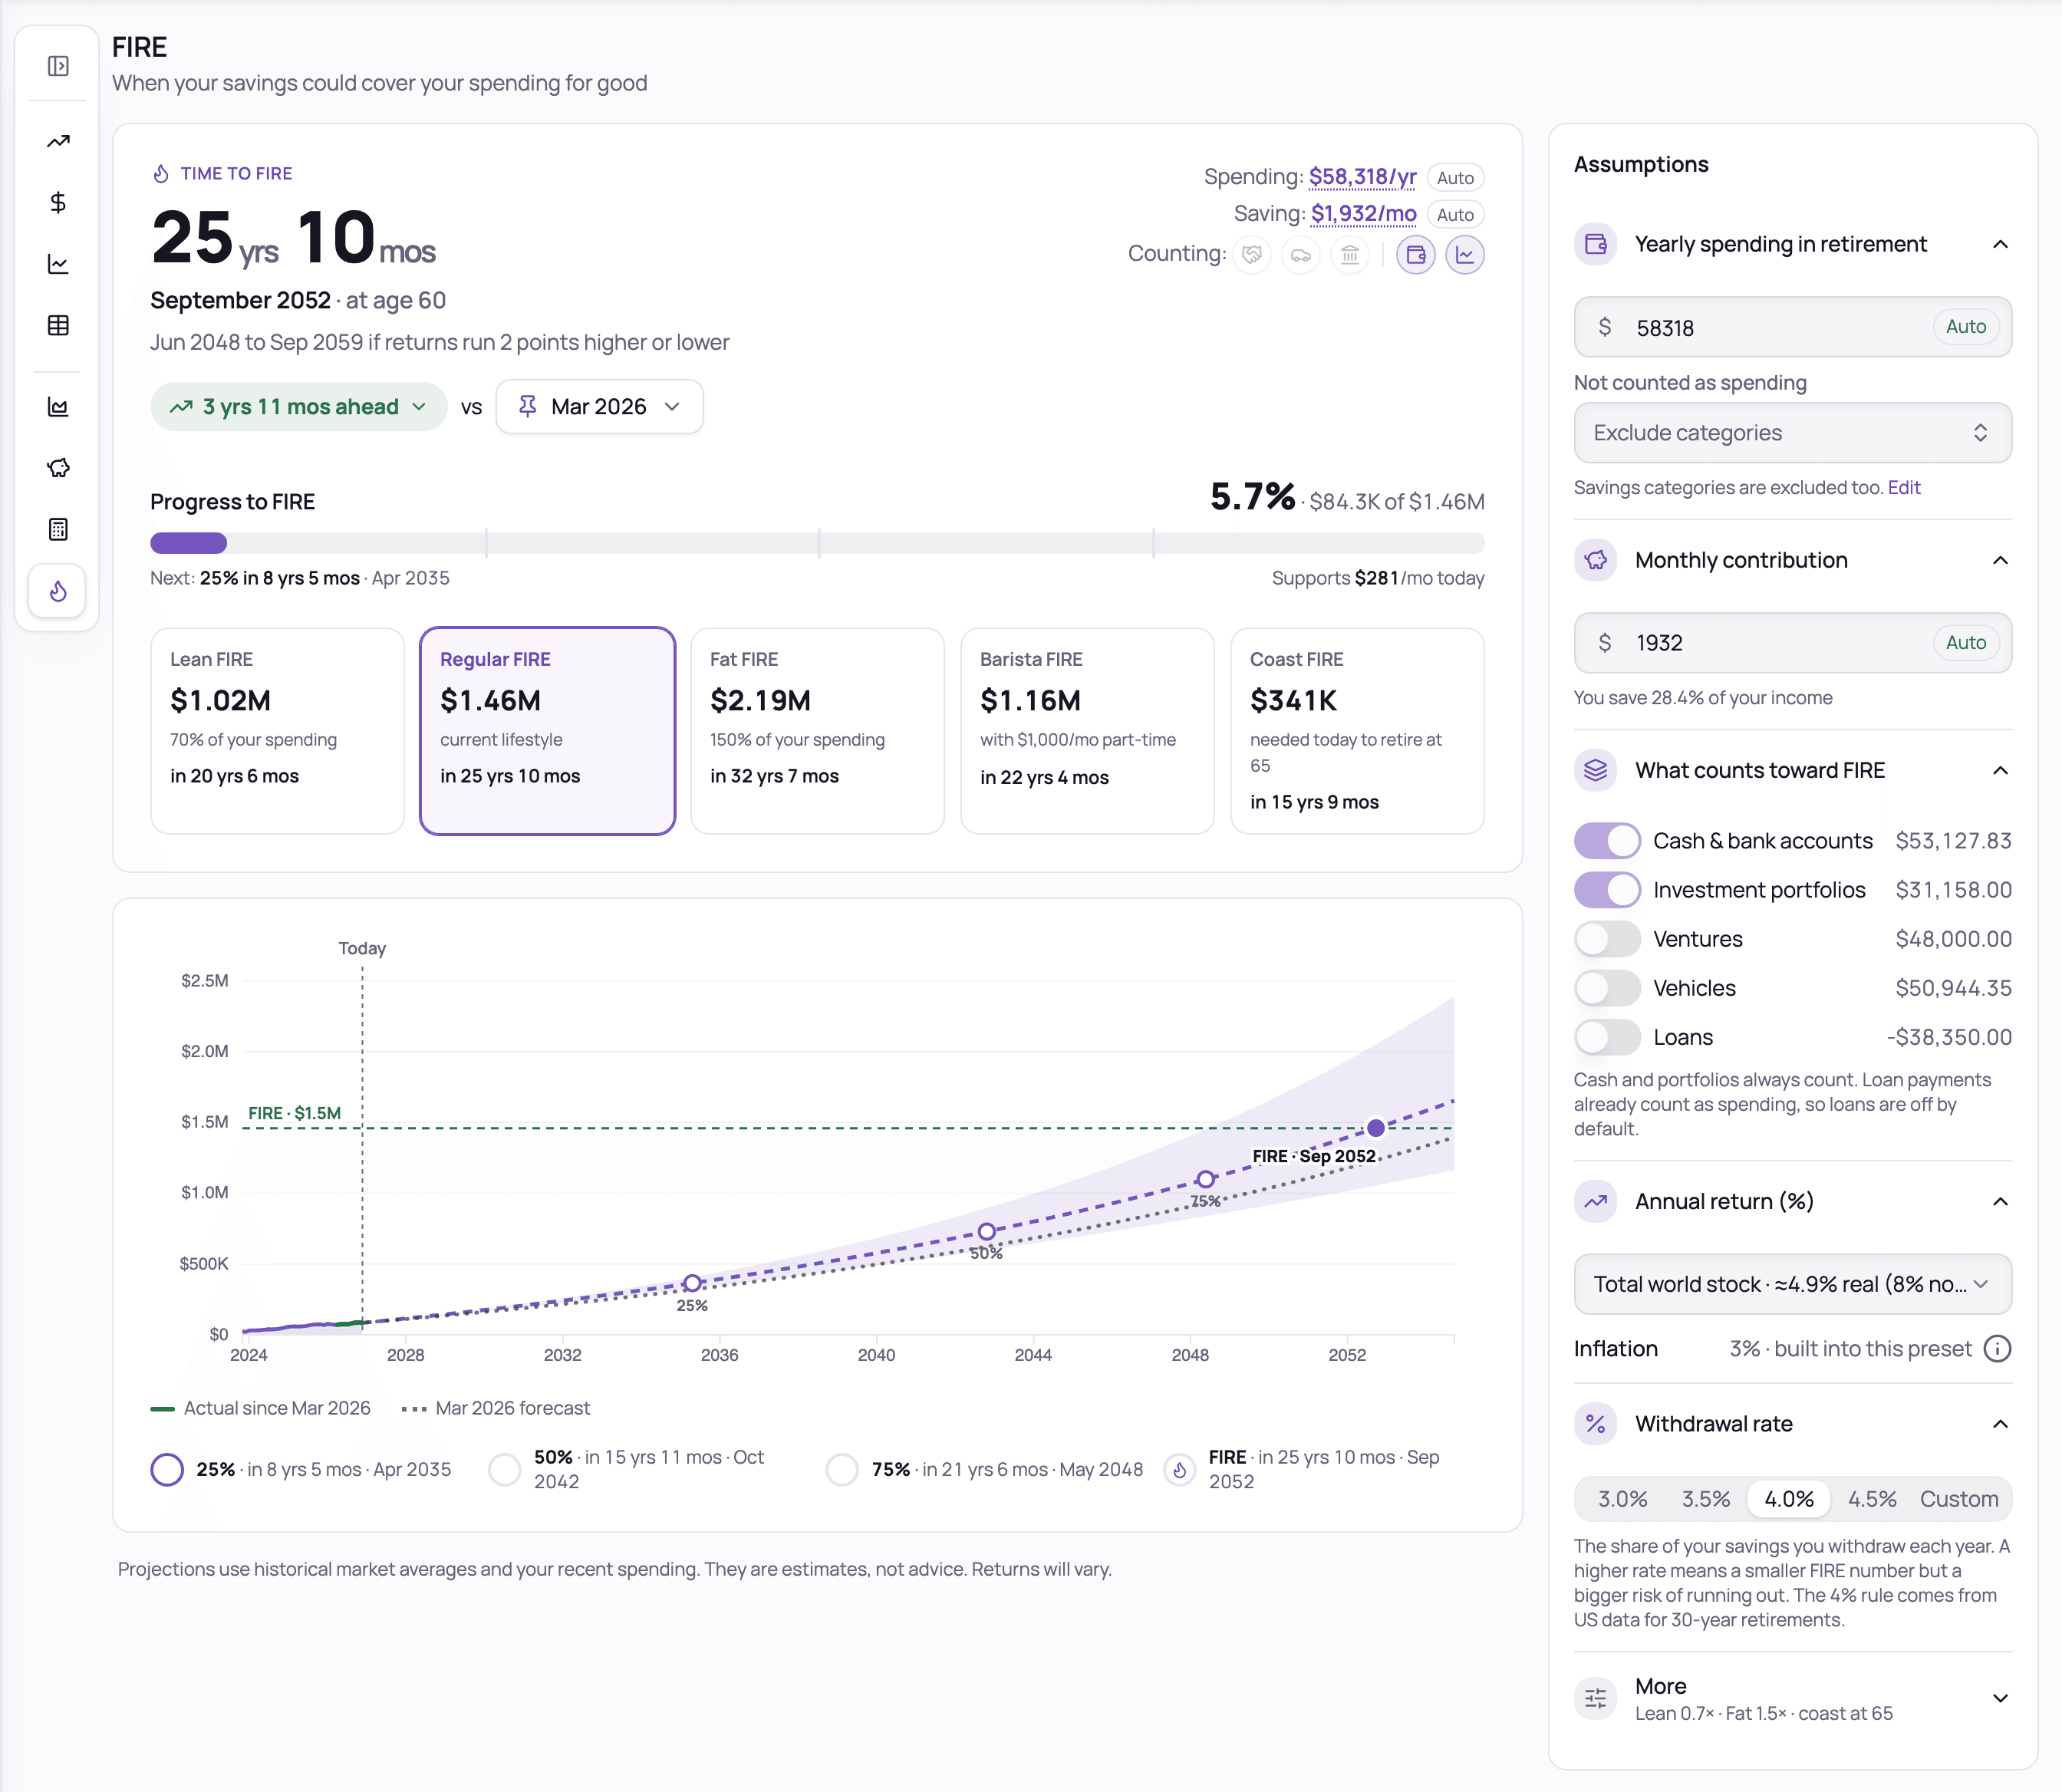 FIRE
When your savings could cover your spending for good
TIME TO FIRE
25 yrs 10 mos
September 2052 · at age 60
Jun 2048 to Sep 2059 if returns run 2 points higher or lower
3 yrs 11 mos ahead vs Mar 2026
Spending: $58,318/yr Auto
Saving: $1,932/mo Auto
Counting:
Progress to FIRE
5.7% · $84.3K of $1.46M
Next: 25% in 8 yrs 5 mos · Apr 2035
Supports $281/mo today
Lean FIRE
$1.02M
70% of your spending
in 20 yrs 6 mos
Regular FIRE
$1.46M
current lifestyle
in 25 yrs 10 mos
Fat FIRE
$2.19M
150% of your spending
in 32 yrs 7 mos
Barista FIRE
$1.16M
with $1,000/mo part-time
in 22 yrs 4 mos
Coast FIRE
$341K
needed today to retire at
65
in 15 yrs 9 mos
Today
$2.5M
$2.0M
FIRE · $1.5M
$1.5M
FIRE · Sep 2052
$1.0M
75%
50%
$500K
25%
$0
2024 2028 2032 2036 2040 2044 2048 2052
Actual since Mar 2026 Mar 2026 forecast
25% · in 8 yrs 5 mos · Apr 2035
50% · in 15 yrs 11 mos · Oct
2042
75% · in 21 yrs 6 mos · May 2048
FIRE · in 25 yrs 10 mos · Sep
2052
Projections use historical market averages and your recent spending. They are estimates, not advice. Returns will vary.
Assumptions
Yearly spending in retirement
$ 58318 Auto
Not counted as spending
Exclude categories
Savings categories are excluded too. Edit
Monthly contribution
$ 1932 Auto
You save 28.4% of your income
What counts toward FIRE
Cash & bank accounts $53,127.83
Investment portfolios $31,158.00
Ventures $48,000.00
Vehicles $50,944.35
Loans -$38,350.00
Cash and portfolios always count. Loan payments
already count as spending, so loans are off by
default.
Annual return (%)
Total world stock · ≈4.9% real (8% no...
Inflation 3% · built into this preset
Withdrawal rate
3.0% 3.5% 4.0% 4.5% Custom
The share of your savings you withdraw each year. A
higher rate means a smaller FIRE number but a
bigger risk of running out. The 4% rule comes from
US data for 30-year retirements.
More
Lean 0.7× · Fat 1.5× · coast at 65